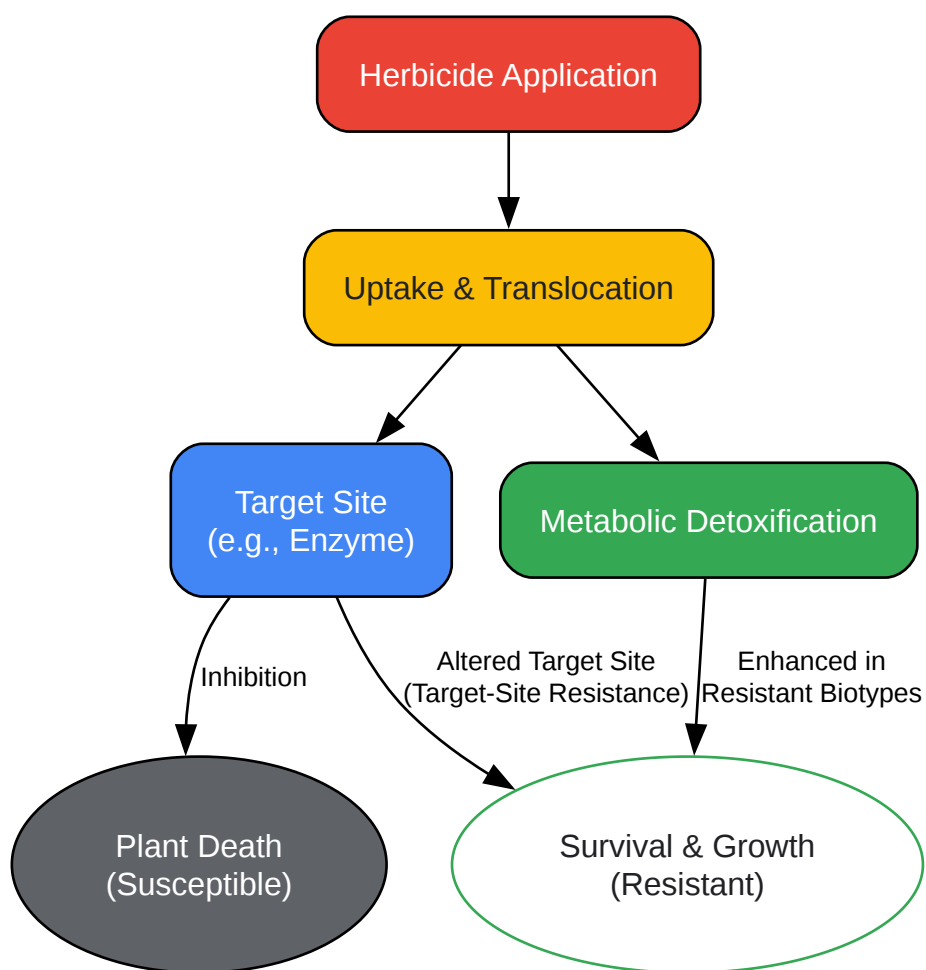 Herbicide Application
Uptake & Translocation
Target Site
(e.g., Enzyme)
Metabolic Detoxification
Inhibition
Altered Target Site
(Target-Site Resistance)
Enhanced in
Resistant Biotypes
Plant Death
(Susceptible)
Survival & Growth
(Resistant)